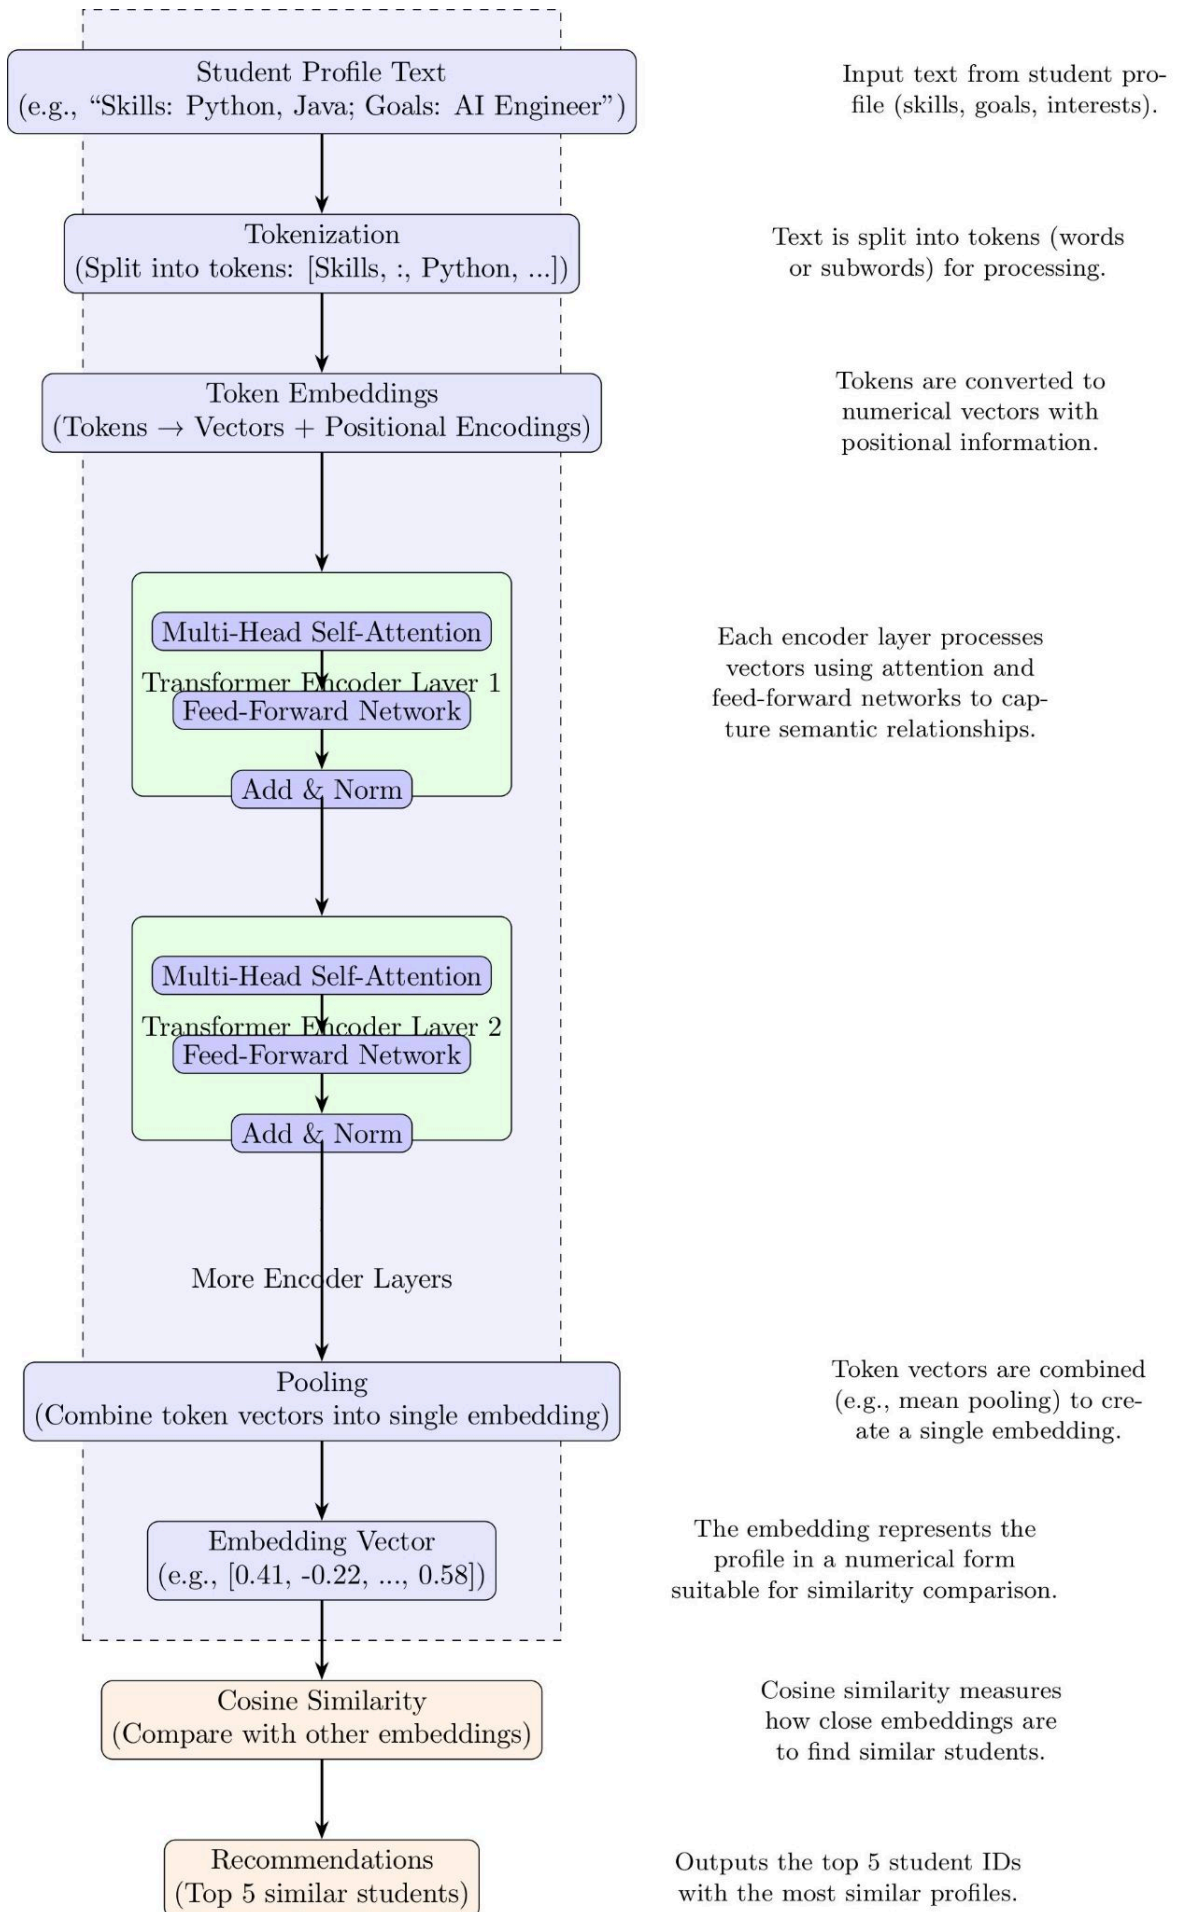 Student Profile Text
(e.g., “Skills: Python, Java; Goals: AI Engineer”)
Input text from student pro-
file (skills, goals, interests).
Tokenization
(Split into tokens: [Skills, :, Python, ...])
Text is split into tokens (words
or subwords) for processing.
Token Embeddings
(Tokens → Vectors + Positional Encodings)
Tokens are converted to
numerical vectors with
positional information.
Multi-Head Self-Attention
Transformer Encoder Layer 1
Feed-Forward Network
Add & Norm
Each encoder layer processes
vectors using attention and
feed-forward networks to cap-
ture semantic relationships.
Multi-Head Self-Attention
Transformer Encoder Layer 2
Feed-Forward Network
Add & Norm
More Encoder Layers
Pooling
(Combine token vectors into single embedding)
Token vectors are combined
(e.g., mean pooling) to cre-
ate a single embedding.
Embedding Vector
(e.g., [0.41, -0.22, ..., 0.58])
The embedding represents the
profile in a numerical form
suitable for similarity comparison.
Cosine Similarity
(Compare with other embeddings)
Cosine similarity measures
how close embeddings are
to find similar students.
Recommendations
(Top 5 similar students)
Outputs the top 5 student IDs
with the most similar profiles.